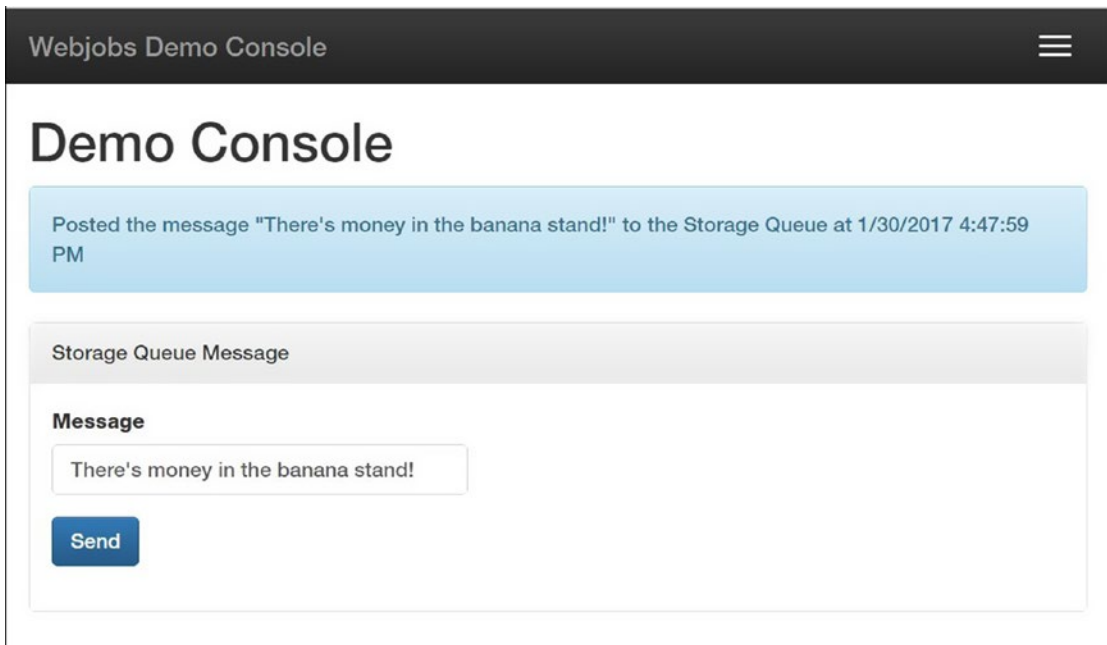 Webjobs Demo Console
Demo Console
Posted the message "There's money in the banana stand!" to the Storage Queue at 1/30/2017 4:47:59
PM
Storage Queue Message
Message
There's money in the banana stand!
Send